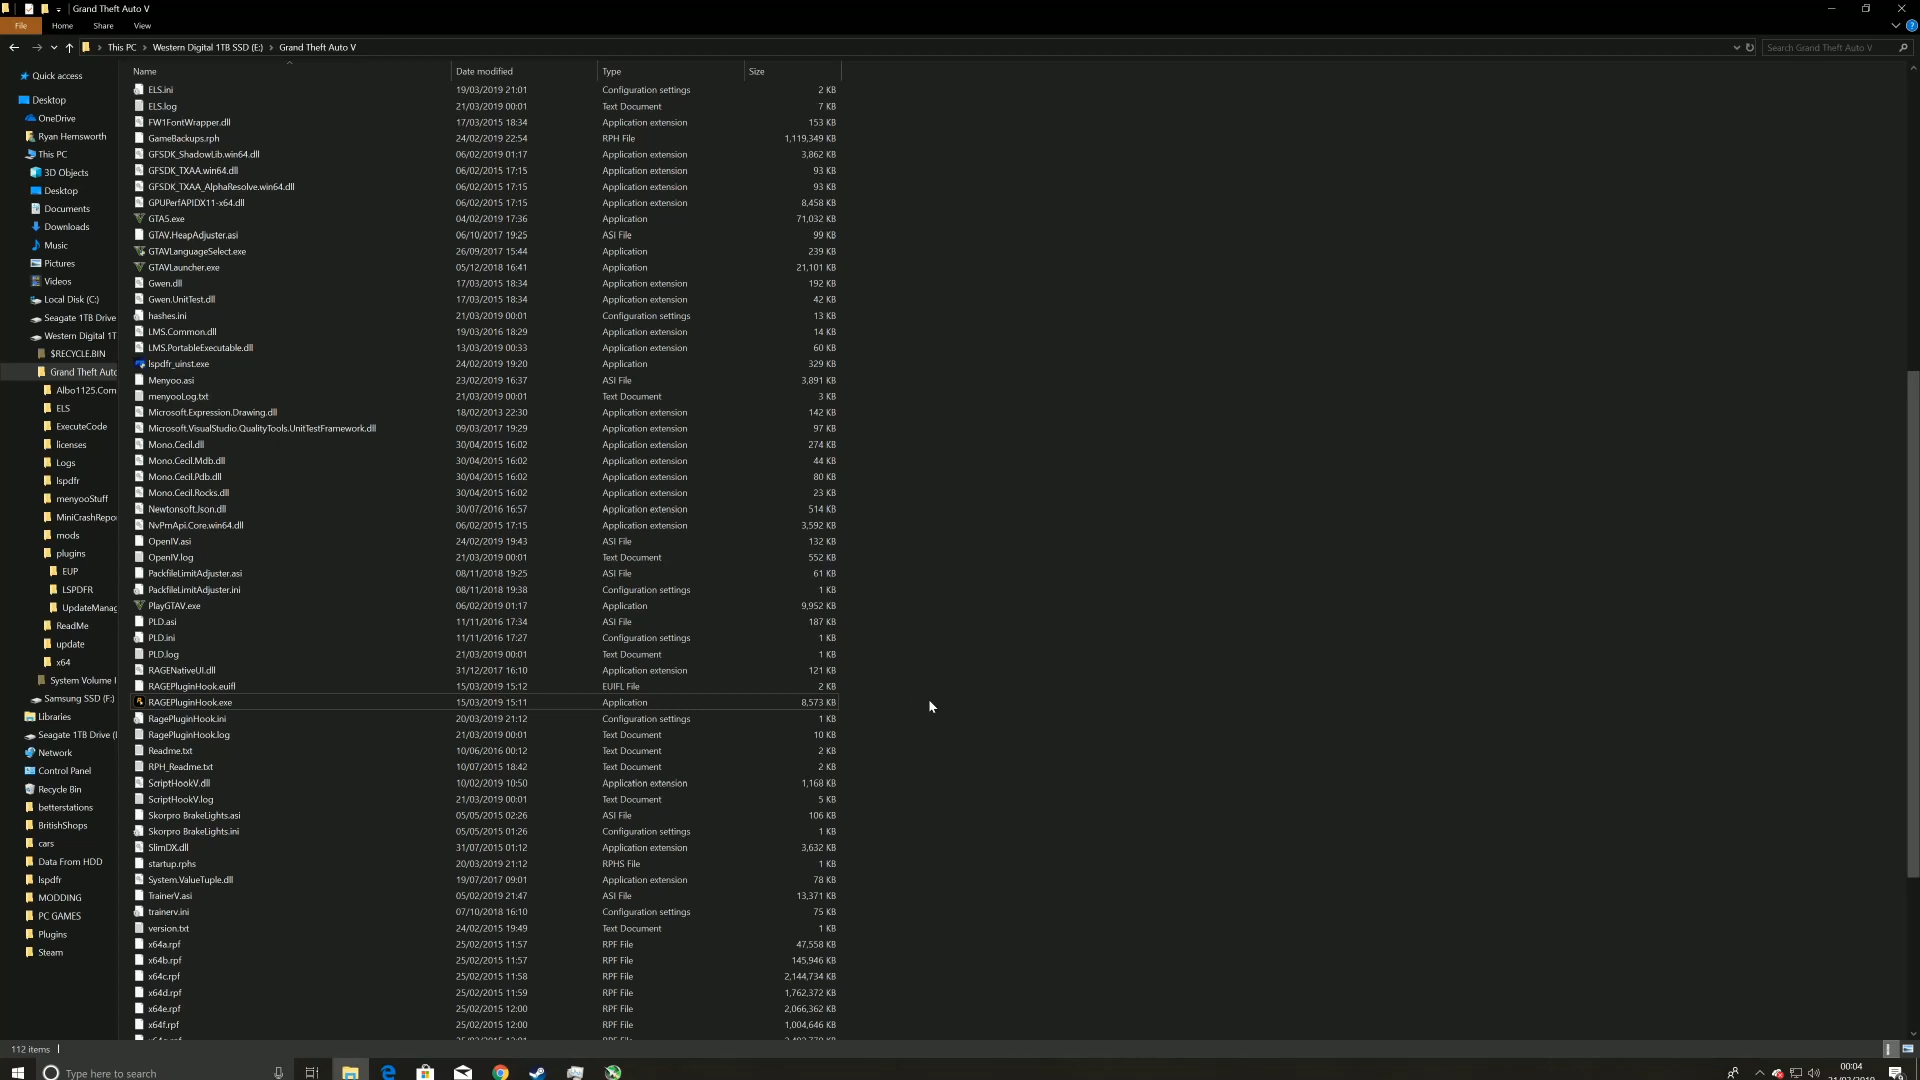 Grand Theft Auto V
File Home Share View
This PC Western Digital 1TB SSD (E:) Grand Theft Auto V
Search Grand Theft Auto V
Quick access
Desktop
OneDrive
Ryan Hemsworth
This PC
3D Objects
Desktop
Documents
Downloads
Music
Pictures
Videos
Local Disk (C:)
Seagate 1TB Drive
Western Digital 1T
$RECYCLE.BIN
Grand Theft Auto
Albo1125.Com
ELS
ExecuteCode
licenses
Logs
lspdfr
menyooStuff
MiniCrashRepo
mods
plugins
EUP
LSPDFR
UpdateManag
ReadMe
update
x64
System Volume I
Samsung SSD (F:)
Libraries
Seagate 1TB Drive (
Network
Control Panel
Recycle Bin
betterstations
BritishShops
cars
Data From HDD
lspdfr
MODDING
PC GAMES
Plugins
Steam
Name Date modified Type Size
ELS.ini 19/03/2019 21:01 Configuration settings 2 KB
ELS.log 21/03/2019 00:01 Text Document 7 KB
FW1FontWrapper.dll 17/03/2015 18:34 Application extension 153 KB
GameBackups.rph 24/02/2019 22:54 RPH File 1,119,349 KB
GFSDK_ShadowLib.win64.dll 06/02/2019 01:17 Application extension 3,862 KB
GFSDK_TXAA.win64.dll 06/02/2015 17:15 Application extension 93 KB
GFSDK_TXAA_AlphaResolve.win64.dll 06/02/2015 17:15 Application extension 93 KB
GPUPerfAPIDX11-x64.dll 06/02/2015 17:15 Application extension 8,458 KB
GTA5.exe 04/02/2019 17:36 Application 71,032 KB
GTAV.HeapAdjuster.asi 06/10/2017 19:25 ASI File 99 KB
GTAVLanguageSelect.exe 26/09/2017 15:44 Application 239 KB
GTAVLauncher.exe 05/12/2018 16:41 Application 21,101 KB
Gwen.dll 17/03/2015 18:34 Application extension 192 KB
Gwen.UnitTest.dll 17/03/2015 18:34 Application extension 42 KB
hashes.ini 21/03/2019 00:01 Configuration settings 13 KB
LMS.Common.dll 19/03/2016 18:29 Application extension 14 KB
LMS.PortableExecutable.dll 13/03/2019 00:33 Application extension 60 KB
lspdfr_uinst.exe 24/02/2019 19:20 Application 329 KB
Menyoo.asi 23/02/2019 16:37 ASI File 3,891 KB
menyooLog.txt 21/03/2019 00:01 Text Document 3 KB
Microsoft.Expression.Drawing.dll 18/02/2013 22:30 Application extension 142 KB
Microsoft.VisualStudio.QualityTools.UnitTestFramework.dll 09/03/2017 19:29 Application extension 97 KB
Mono.Cecil.dll 30/04/2015 16:02 Application extension 274 KB
Mono.Cecil.Mdb.dll 30/04/2015 16:02 Application extension 44 KB
Mono.Cecil.Pdb.dll 30/04/2015 16:02 Application extension 80 KB
Mono.Cecil.Rocks.dll 30/04/2015 16:02 Application extension 23 KB
Newtonsoft.Json.dll 30/07/2016 16:57 Application extension 514 KB
NvPmApi.Core.win64.dll 06/02/2015 17:15 Application extension 3,592 KB
OpenIV.asi 24/02/2019 19:43 ASI File 132 KB
OpenIV.log 21/03/2019 00:01 Text Document 552 KB
PackfileLimitAdjuster.asi 08/11/2018 19:25 ASI File 61 KB
PackfileLimitAdjuster.ini 08/11/2018 19:38 Configuration settings 1 KB
PlayGTAV.exe 06/02/2019 01:17 Application 9,952 KB
PLD.asi 11/11/2016 17:34 ASI File 187 KB
PLD.ini 11/11/2016 17:27 Configuration settings 1 KB
PLD.log 21/03/2019 00:01 Text Document 1 KB
RAGENativeUI.dll 31/12/2017 16:10 Application extension 121 KB
RAGEPluginHook.euifl 15/03/2019 15:12 EUIFL File 2 KB
RAGEPluginHook.exe 15/03/2019 15:11 Application 8,573 KB
RagePluginHook.ini 20/03/2019 21:12 Configuration settings 1 KB
RagePluginHook.log 21/03/2019 00:01 Text Document 10 KB
Readme.txt 10/06/2016 00:12 Text Document 2 KB
RPH_Readme.txt 10/07/2015 18:42 Text Document 2 KB
ScriptHookV.dll 10/02/2019 10:50 Application extension 1,168 KB
ScriptHookV.log 21/03/2019 00:01 Text Document 5 KB
Skorpro BrakeLights.asi 05/05/2015 02:26 ASI File 106 KB
Skorpro BrakeLights.ini 05/05/2015 01:26 Configuration settings 1 KB
SlimDX.dll 31/07/2015 01:12 Application extension 3,632 KB
startup.rphs 20/03/2019 21:12 RPHS File 1 KB
System.ValueTuple.dll 19/07/2017 09:01 Application extension 78 KB
TrainerV.asi 05/02/2019 21:47 ASI File 13,371 KB
trainerv.ini 07/10/2018 16:10 Configuration settings 75 KB
version.txt 24/02/2015 19:49 Text Document 1 KB
x64a.rpf 25/02/2015 11:57 RPF File 47,558 KB
x64b.rpf 25/02/2015 11:57 RPF File 145,946 KB
x64c.rpf 25/02/2015 11:58 RPF File 2,144,734 KB
x64d.rpf 25/02/2015 11:59 RPF File 1,762,372 KB
x64e.rpf 25/02/2015 12:00 RPF File 2,066,362 KB
x64f.rpf 25/02/2015 12:00 RPF File 1,004,646 KB
112 items
Type here to search
00:04